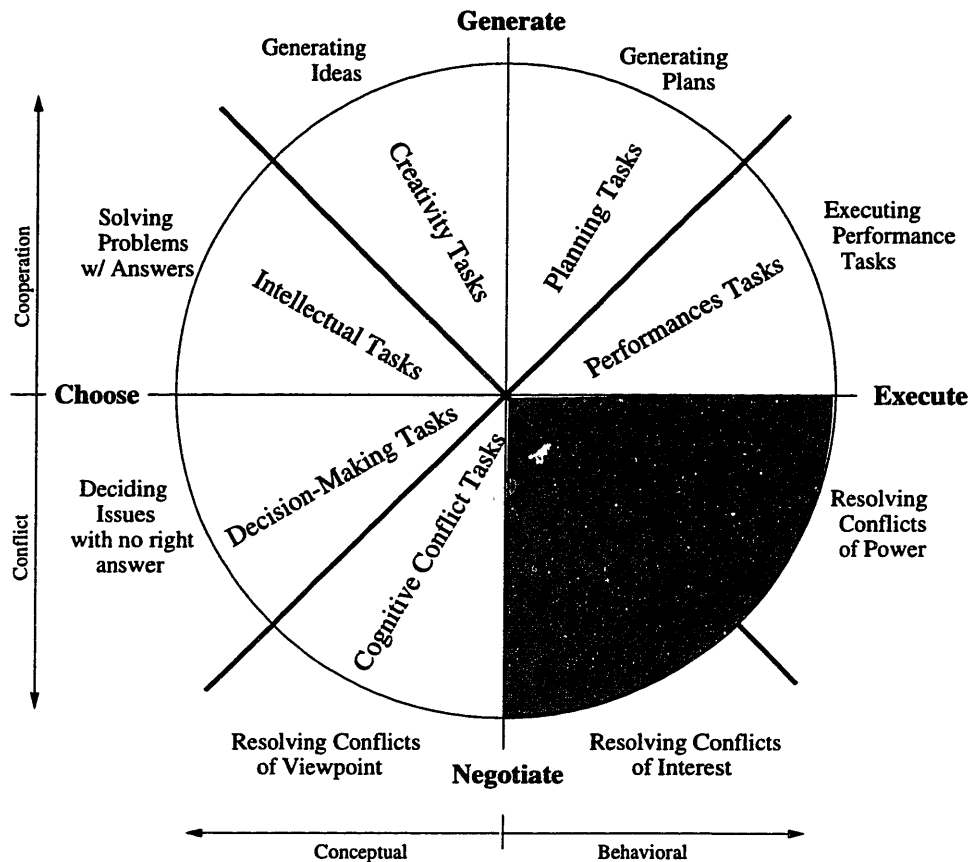 Generate
Generating
Ideas
Generating
Plans
Creativity Tasks
Planning Tasks
Solving
Problems
w/ Answers
Executing
Performance
Tasks
Intellectual Tasks
Performances Tasks
Cooperation
Choose
Execute
Conflict
Decision-Making Tasks
Cognitive Conflict Tasks
Deciding
Issues
with no right
answer
Resolving
Conflicts
of Power
Resolving Conflicts
of Viewpoint
Negotiate
Resolving Conflicts
of Interest
Conceptual
Behavioral